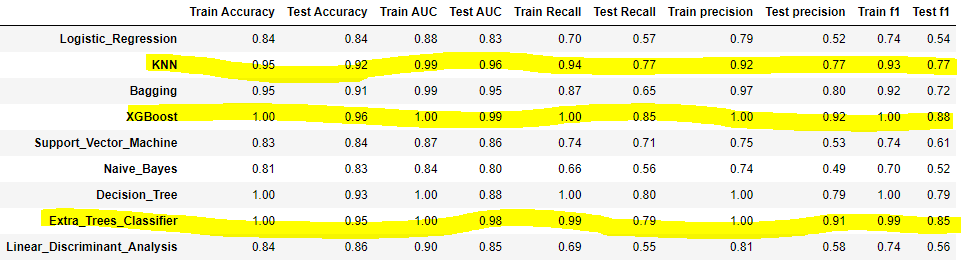 Train Accuracy Test Accuracy Train AUC Test AUC Train Recall Test Recall Train precision Test precision Train f1 Test f1
Logistic_Regression 0.84 0.84 0.88 0.83 0.70 0.57 0.79 0.52 0.74 0.54
KNN 0.95 0.92 0.99 0.96 0.94 0.77 0.92 0.77 0.93 0.77
Bagging 0.95 0.91 0.99 0.95 0.87 0.65 0.97 0.80 0.92 0.72
XGBoost 1.00 0.96 1.00 0.99 1.00 0.85 1.00 0.92 1.00 0.88
Support_Vector_Machine 0.83 0.84 0.87 0.86 0.74 0.71 0.75 0.53 0.74 0.61
Naive_Bayes 0.81 0.83 0.84 0.80 0.66 0.56 0.74 0.49 0.70 0.52
Decision_Tree 1.00 0.93 1.00 0.88 1.00 0.80 1.00 0.79 1.00 0.79
Extra_Trees_Classifier 1.00 0.95 1.00 0.98 0.99 0.79 1.00 0.91 0.99 0.85
Linear_Discriminant_Analysis 0.84 0.86 0.90 0.85 0.69 0.55 0.81 0.58 0.74 0.56